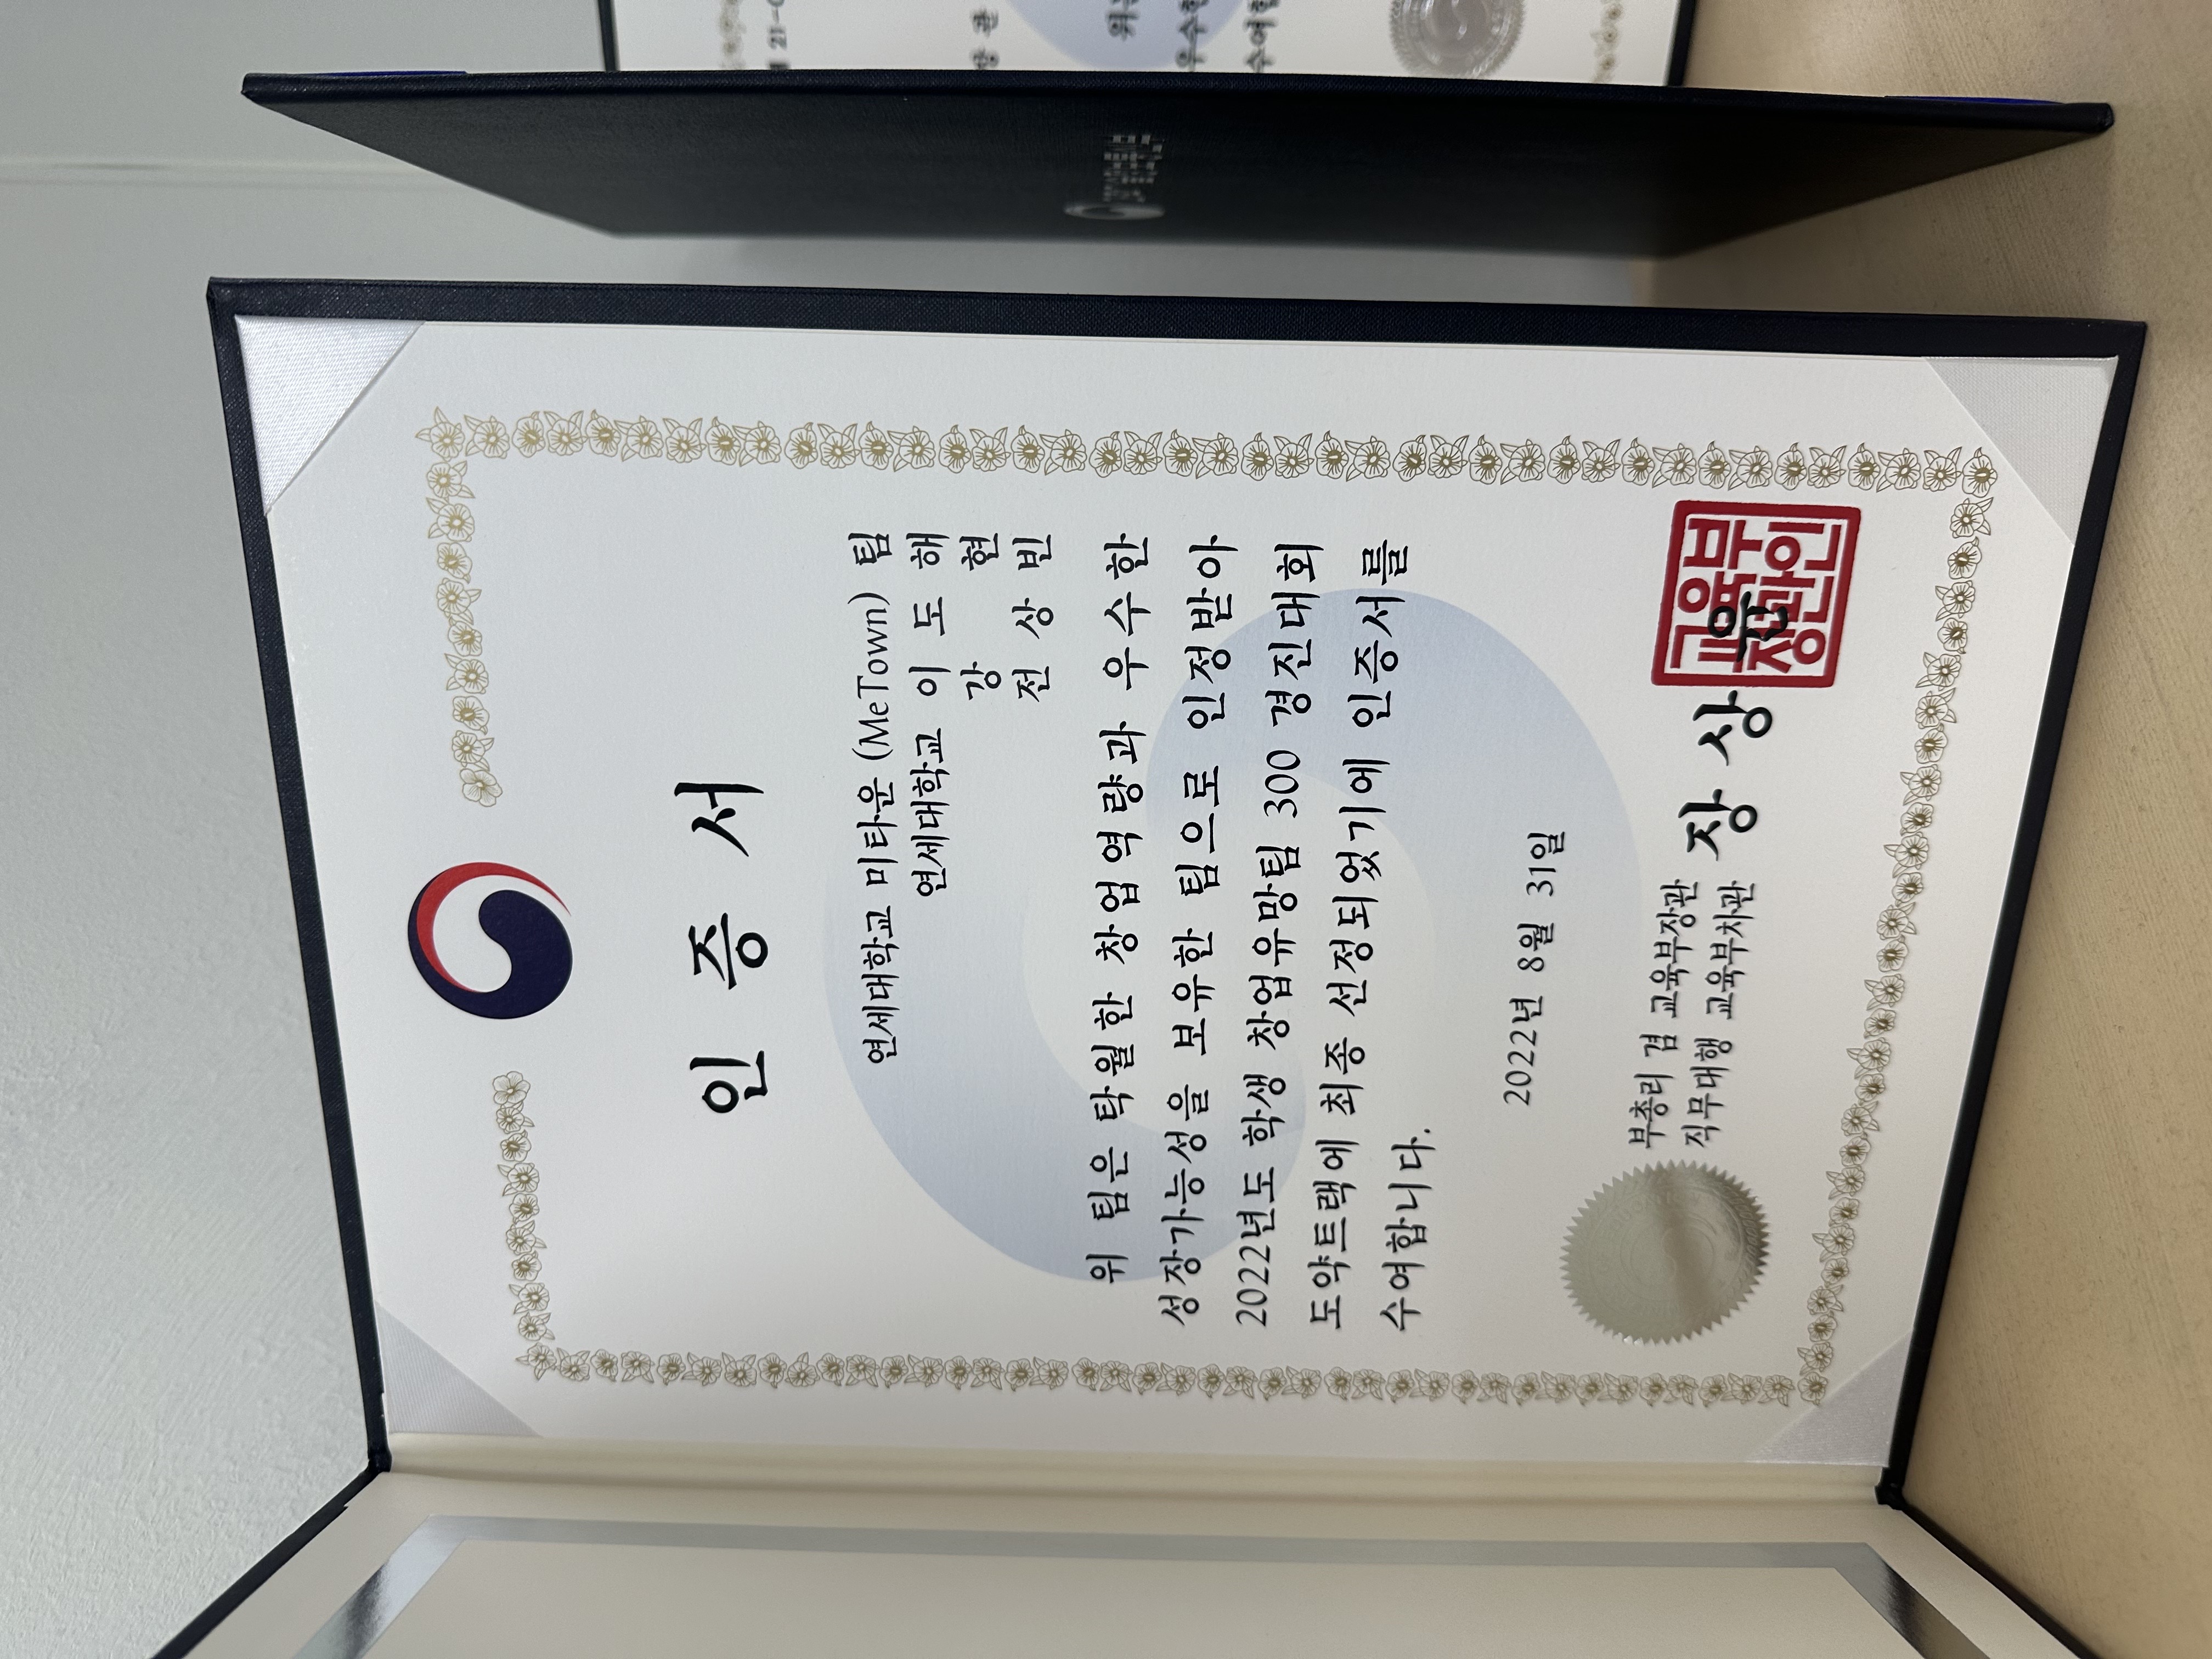 인 증 서
연세대학교 미타운 (MeTown) 팀
연세대학교 이 도 해
강 현
전 상 빈
위 팀은 탁월한 창업역량과 우수한
성장가능성을 보유한 팀으로 인정받아
2022년도 학생 창업유망팀 300 경진대회
도약트랙에 최종 선정되었기에 인증서를
수여합니다.
2022년 8월 31일
부총리 겸 교육부장관
직무대행 교육부차관
장 상 윤
교육부
장관인
21-0
장 관
우수한
수여합